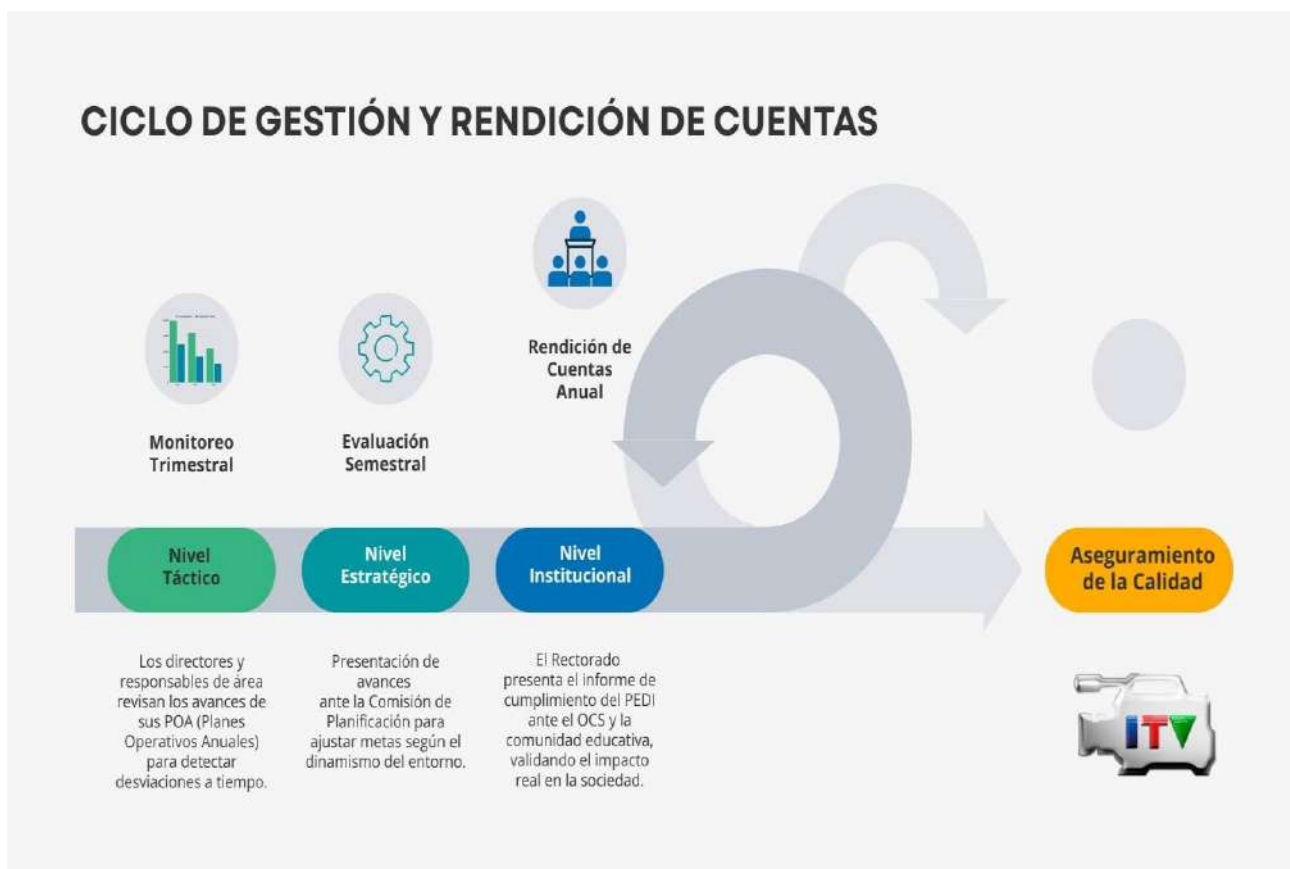 CICLO DE GESTIÓN Y RENDICIÓN DE CUENTAS
Rendición de
Cuentas
Anual
Monitoreo
Trimestral
Evaluación
Semestral
Nivel
Táctico
Nivel
Estratégico
Nivel
Institucional
Aseguramiento
de la Calidad
Los directores y
responsables de área
revisan los avances de
sus POA (Planes
Operativos Anuales)
para detectar
desviaciones a tiempo.
Presentación de
avances
ante la Comisión de
Planificación para
ajustar metas según el
dinamismo del entorno.
El Rectorado
presenta el informe de
cumplimiento del PEDI
ante el OCS y la
comunidad educativa,
validando el impacto
real en la sociedad.
ITV